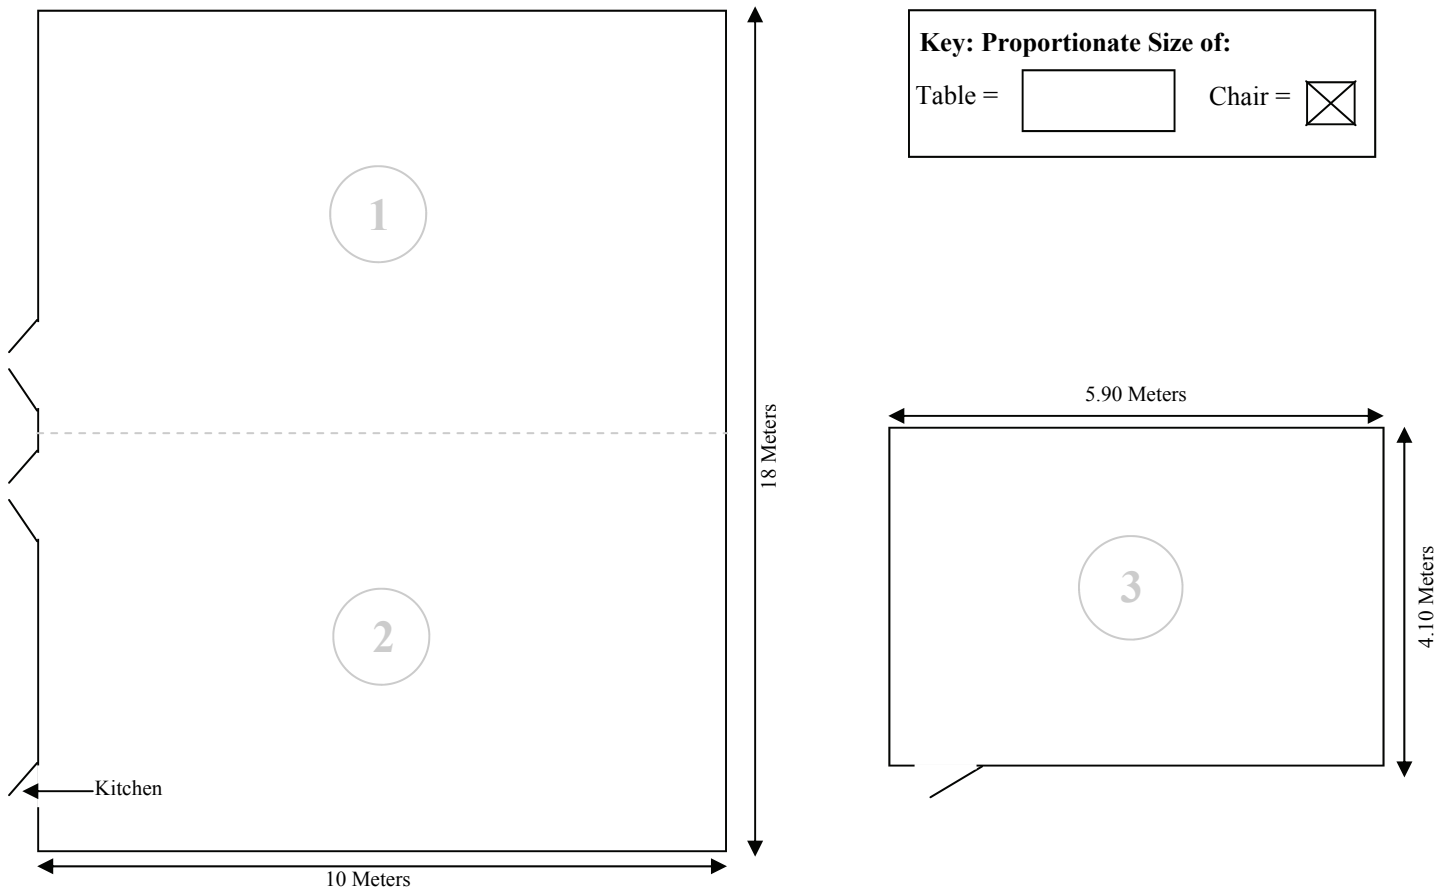 Key: Proportionate Size of:
Table =
Chair =
1
18 Meters
5.90 Meters
3
4.10 Meters
2
Kitchen
10 Meters